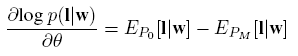 ∂log p(l|w) / ∂θ = E_{P_0}[l|w] − E_{P_M}[l|w]